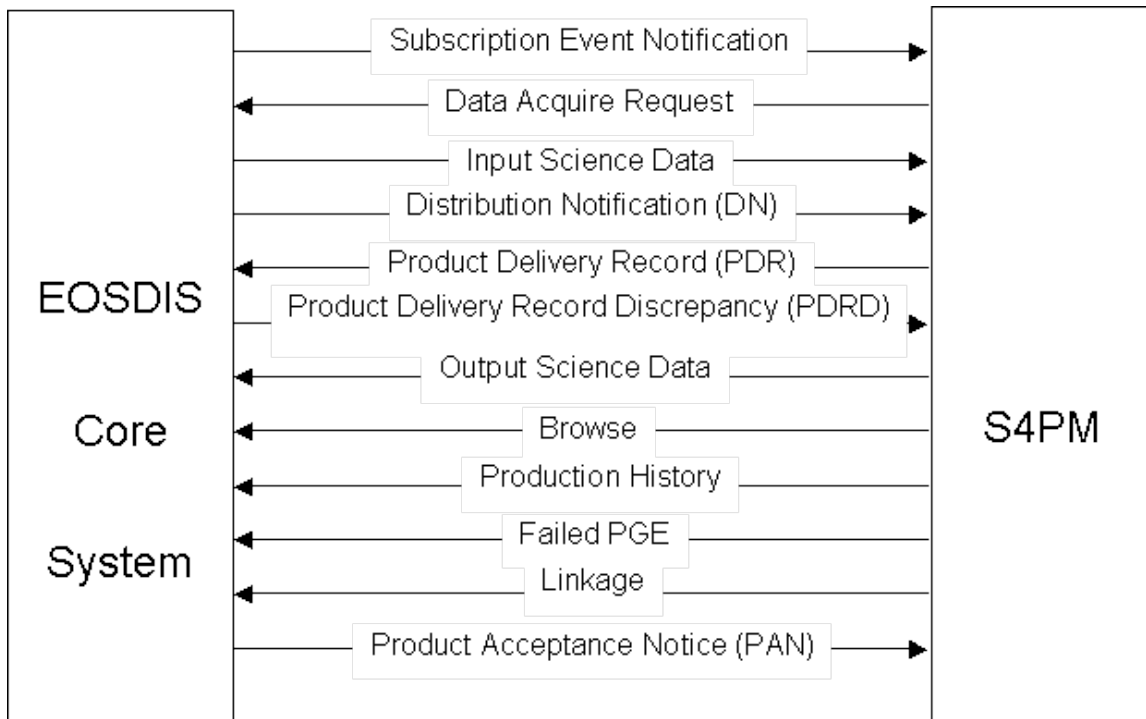 Subscription Event Notification
Data Acquire Request
Input Science Data
Distribution Notification (DN)
Product Delivery Record (PDR)
EOSDIS
Product Delivery Record Discrepancy (PDRD)
Output Science Data
Core
Browse
S4PM
Production History
Failed PGE
System
Linkage
Product Acceptance Notice (PAN)